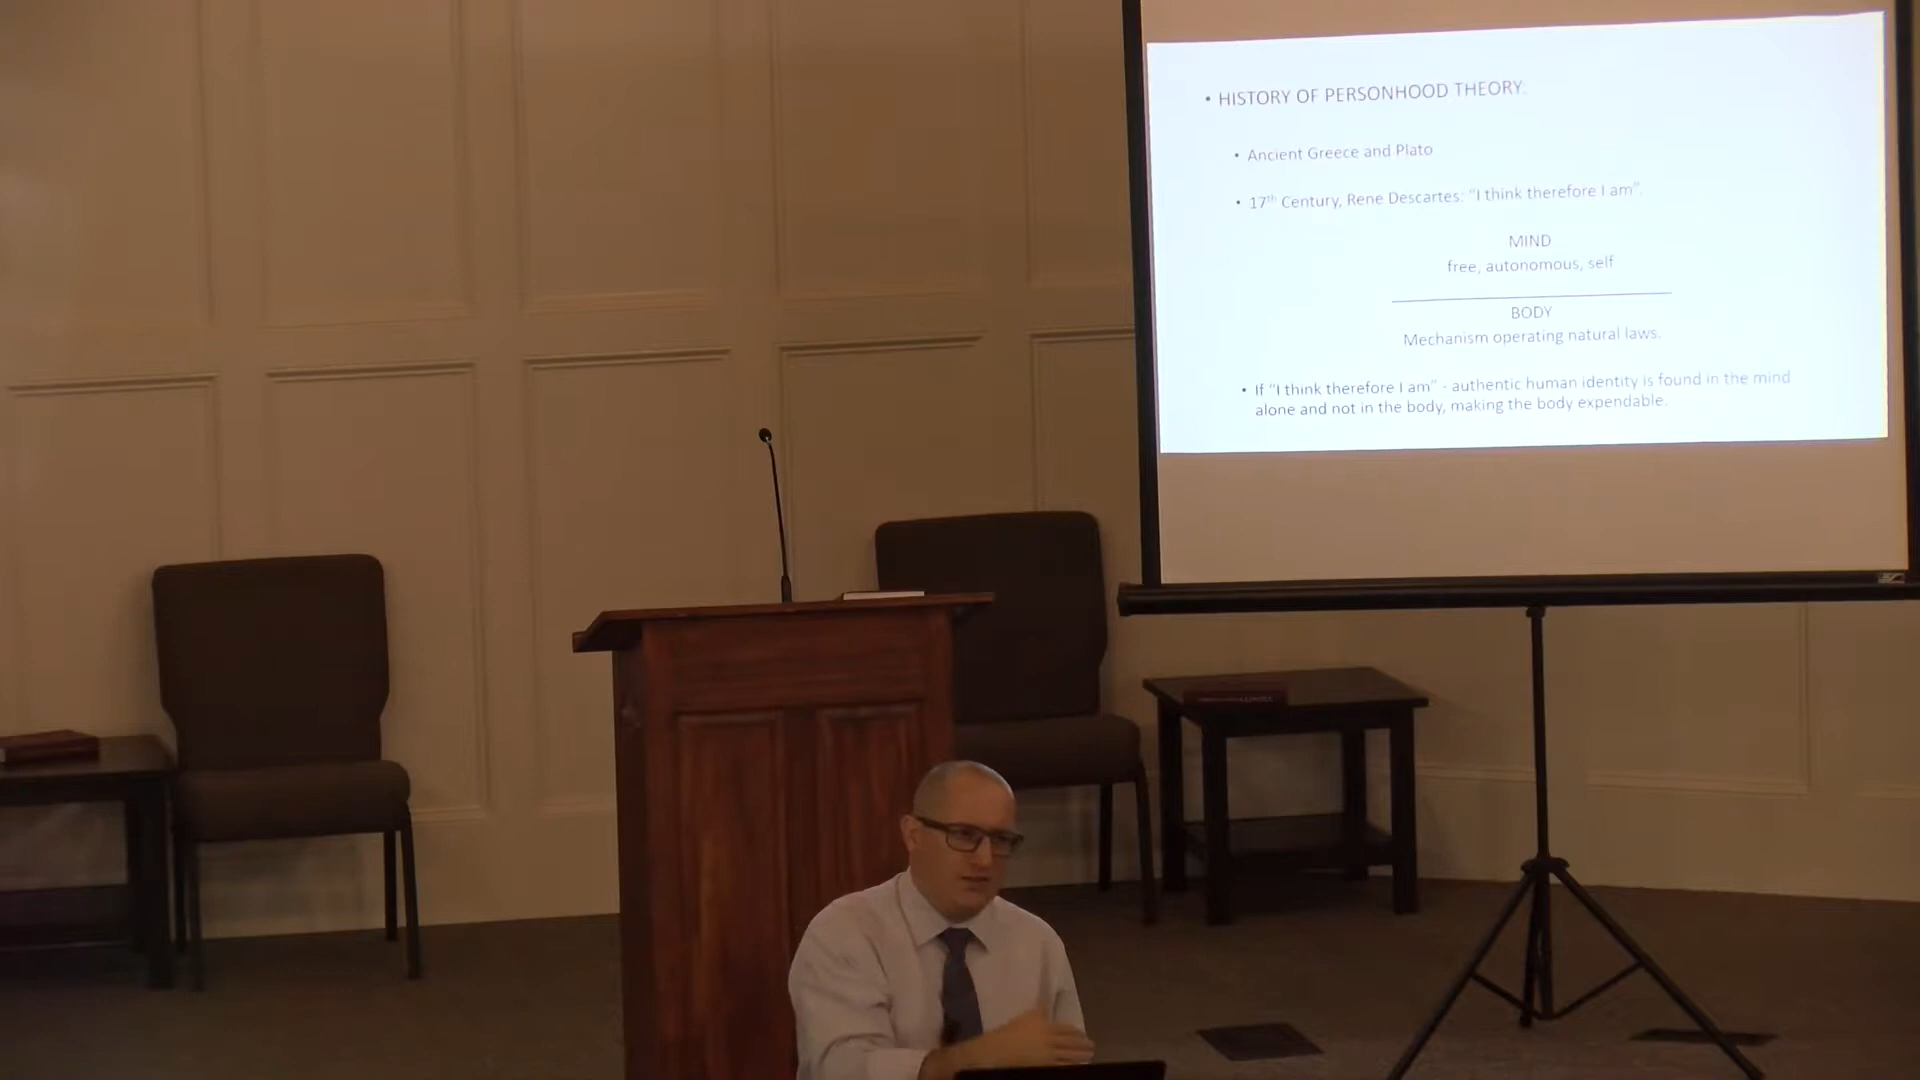 • HISTORY OF PERSONHOOD THEORY:
• Ancient Greece and Plato
• 17th Century, Rene Descartes: “I think therefore I am”.
MIND
free, autonomous, self
BODY
Mechanism operating natural laws.
• If “I think therefore I am” - authentic human identity is found in the mind
alone and not in the body, making the body expendable.